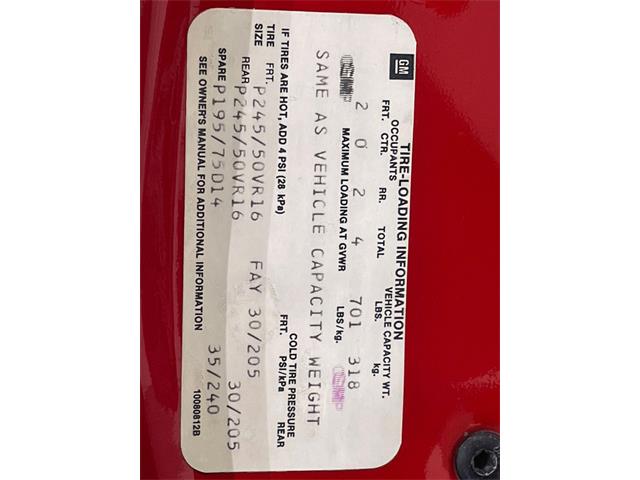 GM
TIRE-LOADING INFORMATION
OCCUPANTS VEHICLE CAPACITY WT.
FRT. CTR. RR. TOTAL LBS. kg.
2 0 2 4 701 318
MAXIMUM LOADING AT GVWR LBS/kg.
SAME AS VEHICLE CAPACITY WEIGHT
IF TIRES ARE HOT, ADD 4 PSI (28 kPa) COLD TIRE PRESSURE
TIRE SIZE FRT. REAR SPARE PSI/kPa FRT. REAR
P245/50VR16 FAY 30/205
P245/50VR16 30/205
P195/75D14 35/240
SEE OWNER'S MANUAL FOR ADDITIONAL INFORMATION 10080812B